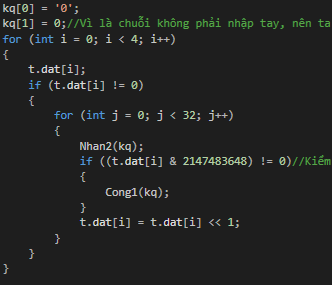 kq[0] = '0';
kq[1] = 0;//Vì là chuỗi không phải nhập tay, nên ta
for (int i = 0; i < 4; i++)
{
t.dat[i];
if (t.dat[i] != 0)
{
for (int j = 0; j < 32; j++)
{
Nhan2(kq);
if ((t.dat[i] & 2147483648) != 0)//Kiểm
{
Cong1(kq);
}
t.dat[i] = t.dat[i] << 1;
}
}
}